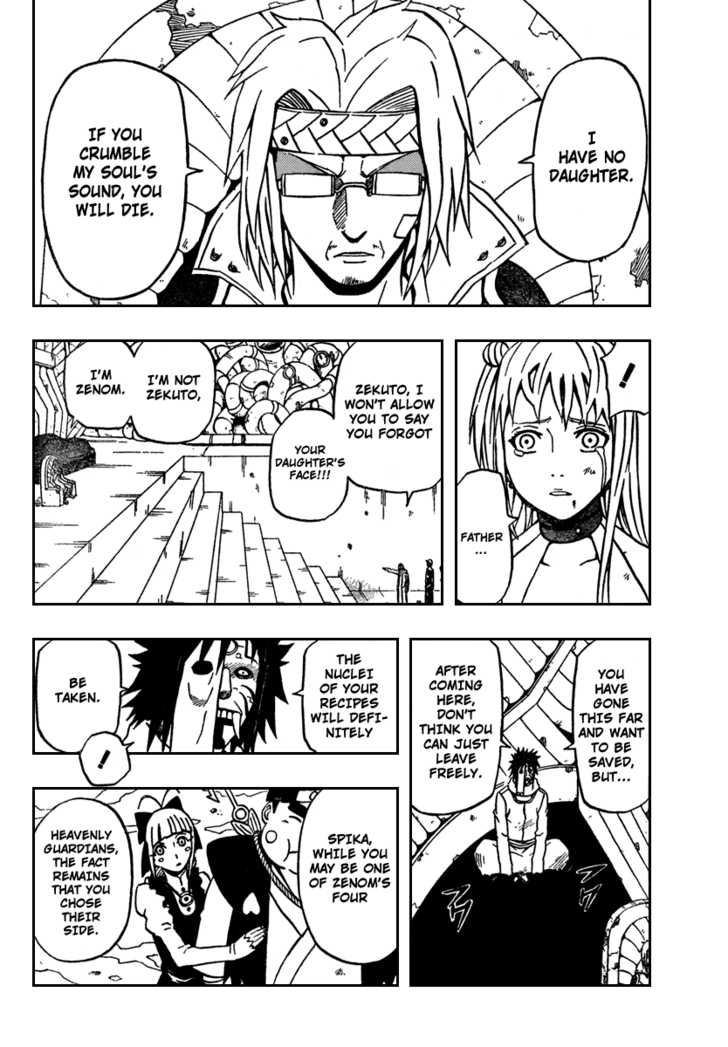 I
HAVE NO
DAUGHTER.
IF YOU
CRUMBLE
MY SOUL'S
SOUND, YOU
WILL DIE.
!
FATHER
...
ZEKUTO, I
WON'T ALLOW
YOU TO SAY
YOU FORGOT
YOUR
DAUGHTER'S
FACE!!!
I'M NOT
ZEKUTO,
I'M
ZENOM.
YOU
HAVE
GONE
THIS FAR
AND WANT
TO BE
SAVED,
BUT...
AFTER
COMING
HERE,
DON'T
THINK YOU
CAN JUST
LEAVE
FREELY.
THE
NUCLEI
OF YOUR
RECIPES
WILL DEFI-
NITELY
BE
TAKEN.
!
SPIKA,
WHILE YOU
MAY BE ONE
OF ZENOM'S
FOUR
HEAVENLY
GUARDIANS,
THE FACT
REMAINS
THAT YOU
CHOSE
THEIR
SIDE.